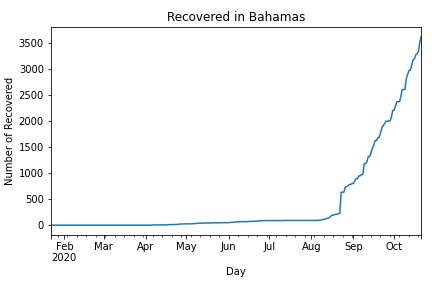 Recovered in Bahamas
Number of Recovered
3500
3000
2500
2000
1500
1000
500
0
Feb Mar Apr May Jun Jul Aug Sep Oct
2020
Day